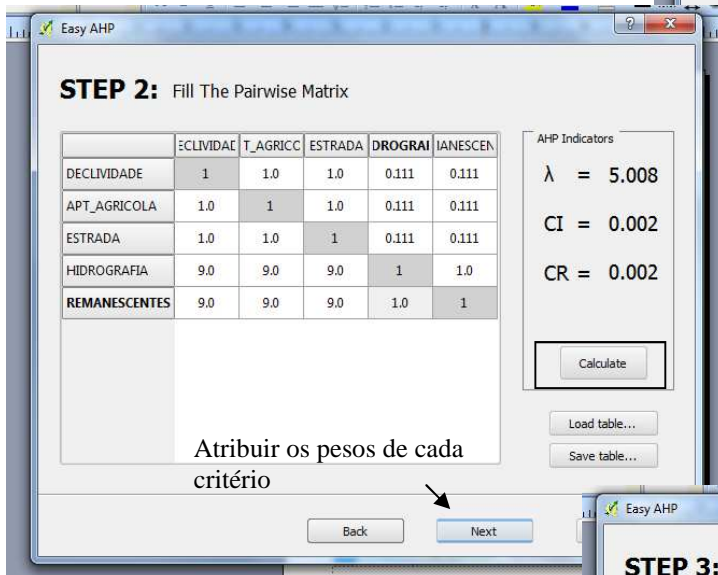 Easy AHP
STEP 2: Fill The Pairwise Matrix
ECLIVIDAD T_AGRICC ESTRADA DROGRAI IANESCEN
DECLIVIDADE 1 1.0 1.0 0.111 0.111
APT_AGRICOLA 1.0 1 1.0 0.111 0.111
ESTRADA 1.0 1.0 1 0.111 0.111
HIDROGRAFIA 9.0 9.0 9.0 1 1.0
REMANESCENTES 9.0 9.0 9.0 1.0 1
AHP Indicators
λ = 5.008
CI = 0.002
CR = 0.002
Calculate
Load table...
Save table...
Atribuir os pesos de cada
critério
Back Next
Easy AHP
STEP 3: